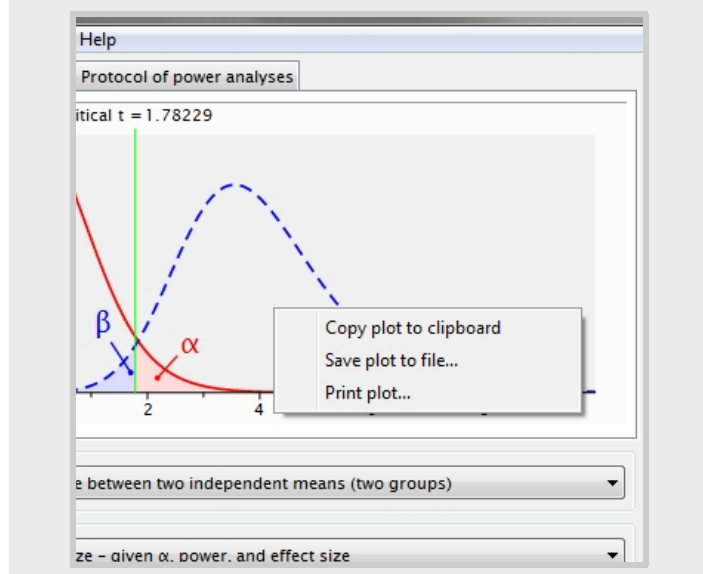 Help
Protocol of power analyses
itical t = 1.78229
β
α
Copy plot to clipboard
Save plot to file...
Print plot...
2
4
e between two independent means (two groups)
ze – given α, power, and effect size